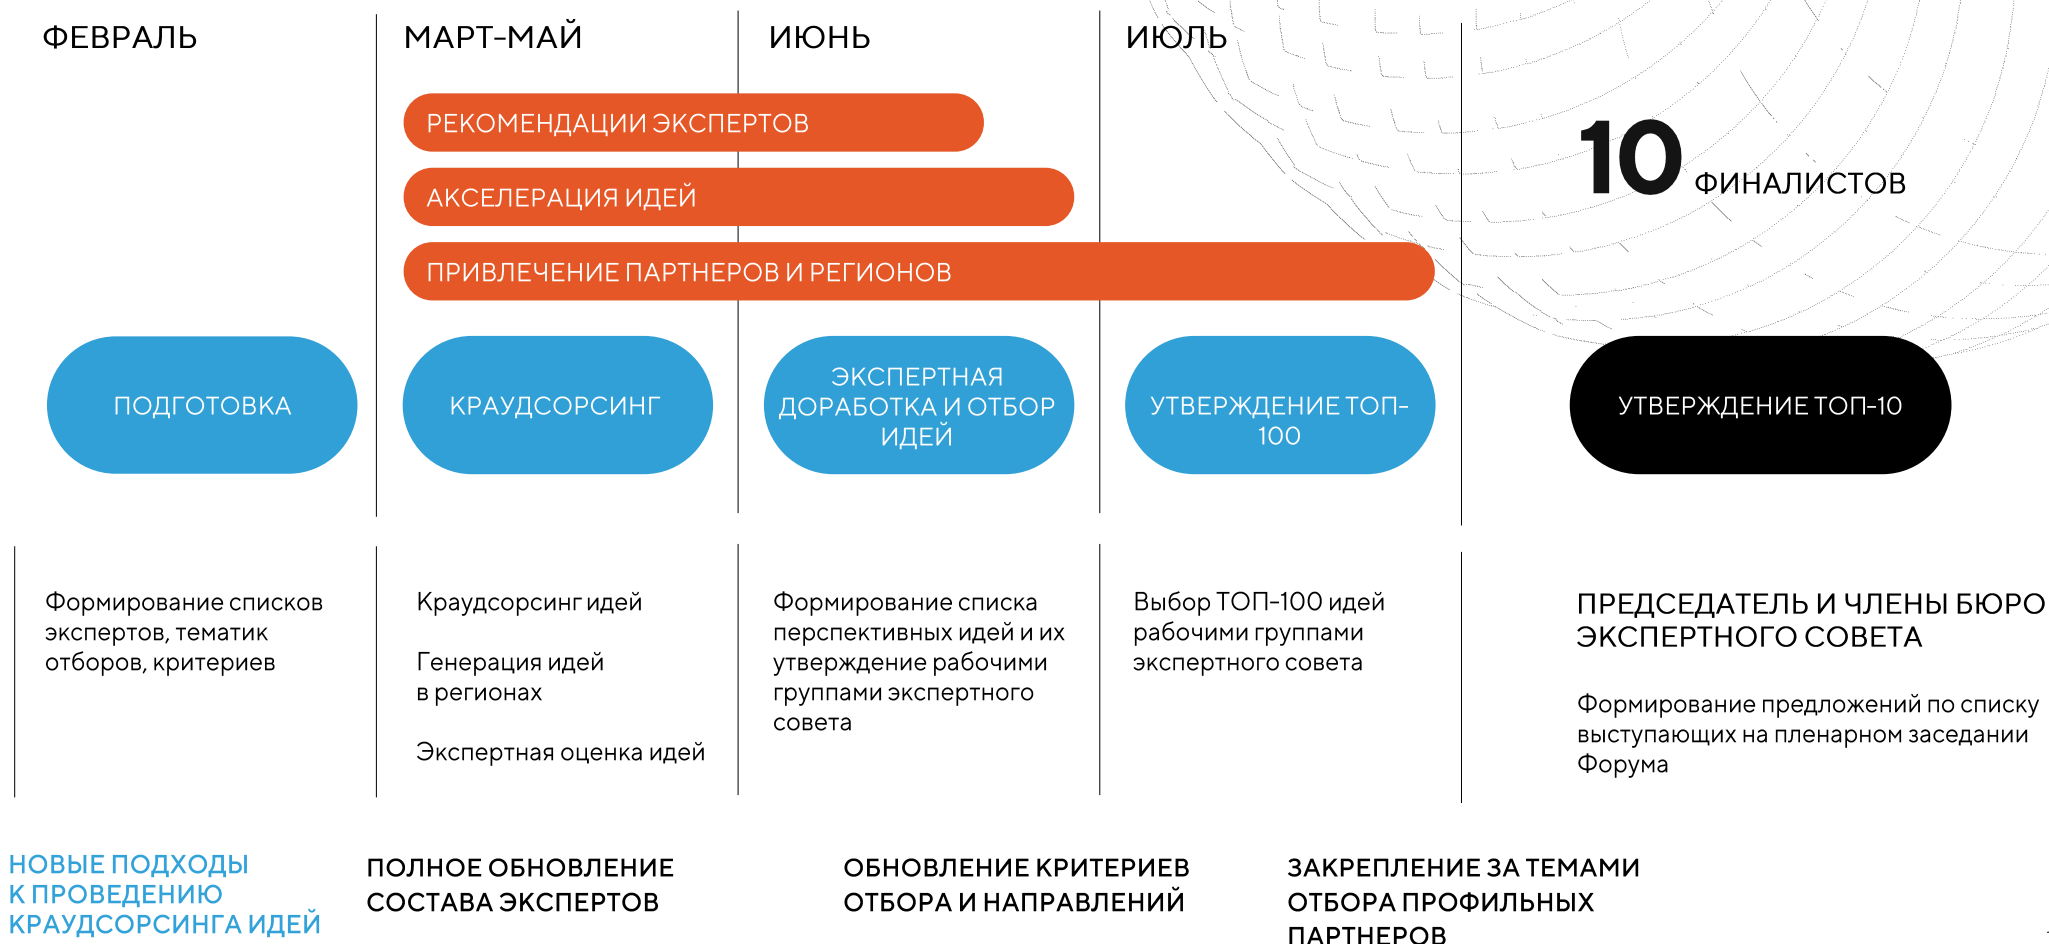 ФЕВРАЛЬ
МАРТ-МАЙ
ИЮНЬ
ИЮЛЬ
РЕКОМЕНДАЦИИ ЭКСПЕРТОВ
АКСЕЛЕРАЦИЯ ИДЕЙ
ПРИВЛЕЧЕНИЕ ПАРТНЕРОВ И РЕГИОНОВ
10 ФИНАЛИСТОВ
ПОДГОТОВКА
КРАУДСОРСИНГ
ЭКСПЕРТНАЯ
ДОРАБОТКА И ОТБОР
ИДЕЙ
УТВЕРЖДЕНИЕ ТОП-
100
УТВЕРЖДЕНИЕ ТОП-10
Формирование списков
экспертов, тематик
отборов, критериев
Краудсорсинг идей
Генерация идей
в регионах
Экспертная оценка идей
Формирование списка
перспективных идей и их
утверждение рабочими
группами экспертного
совета
Выбор ТОП-100 идей
рабочими группами
экспертного совета
ПРЕДСЕДАТЕЛЬ И ЧЛЕНЫ БЮРО
ЭКСПЕРТНОГО СОВЕТА
Формирование предложений по списку
выступающих на пленарном заседании
Форума
НОВЫЕ ПОДХОДЫ
К ПРОВЕДЕНИЮ
КРАУДСОРСИНГА ИДЕЙ
ПОЛНОЕ ОБНОВЛЕНИЕ
СОСТАВА ЭКСПЕРТОВ
ОБНОВЛЕНИЕ КРИТЕРИЕВ
ОТБОРА И НАПРАВЛЕНИЙ
ЗАКРЕПЛЕНИЕ ЗА ТЕМАМИ
ОТБОРА ПРОФИЛЬНЫХ
ПАРТНЕРОВ